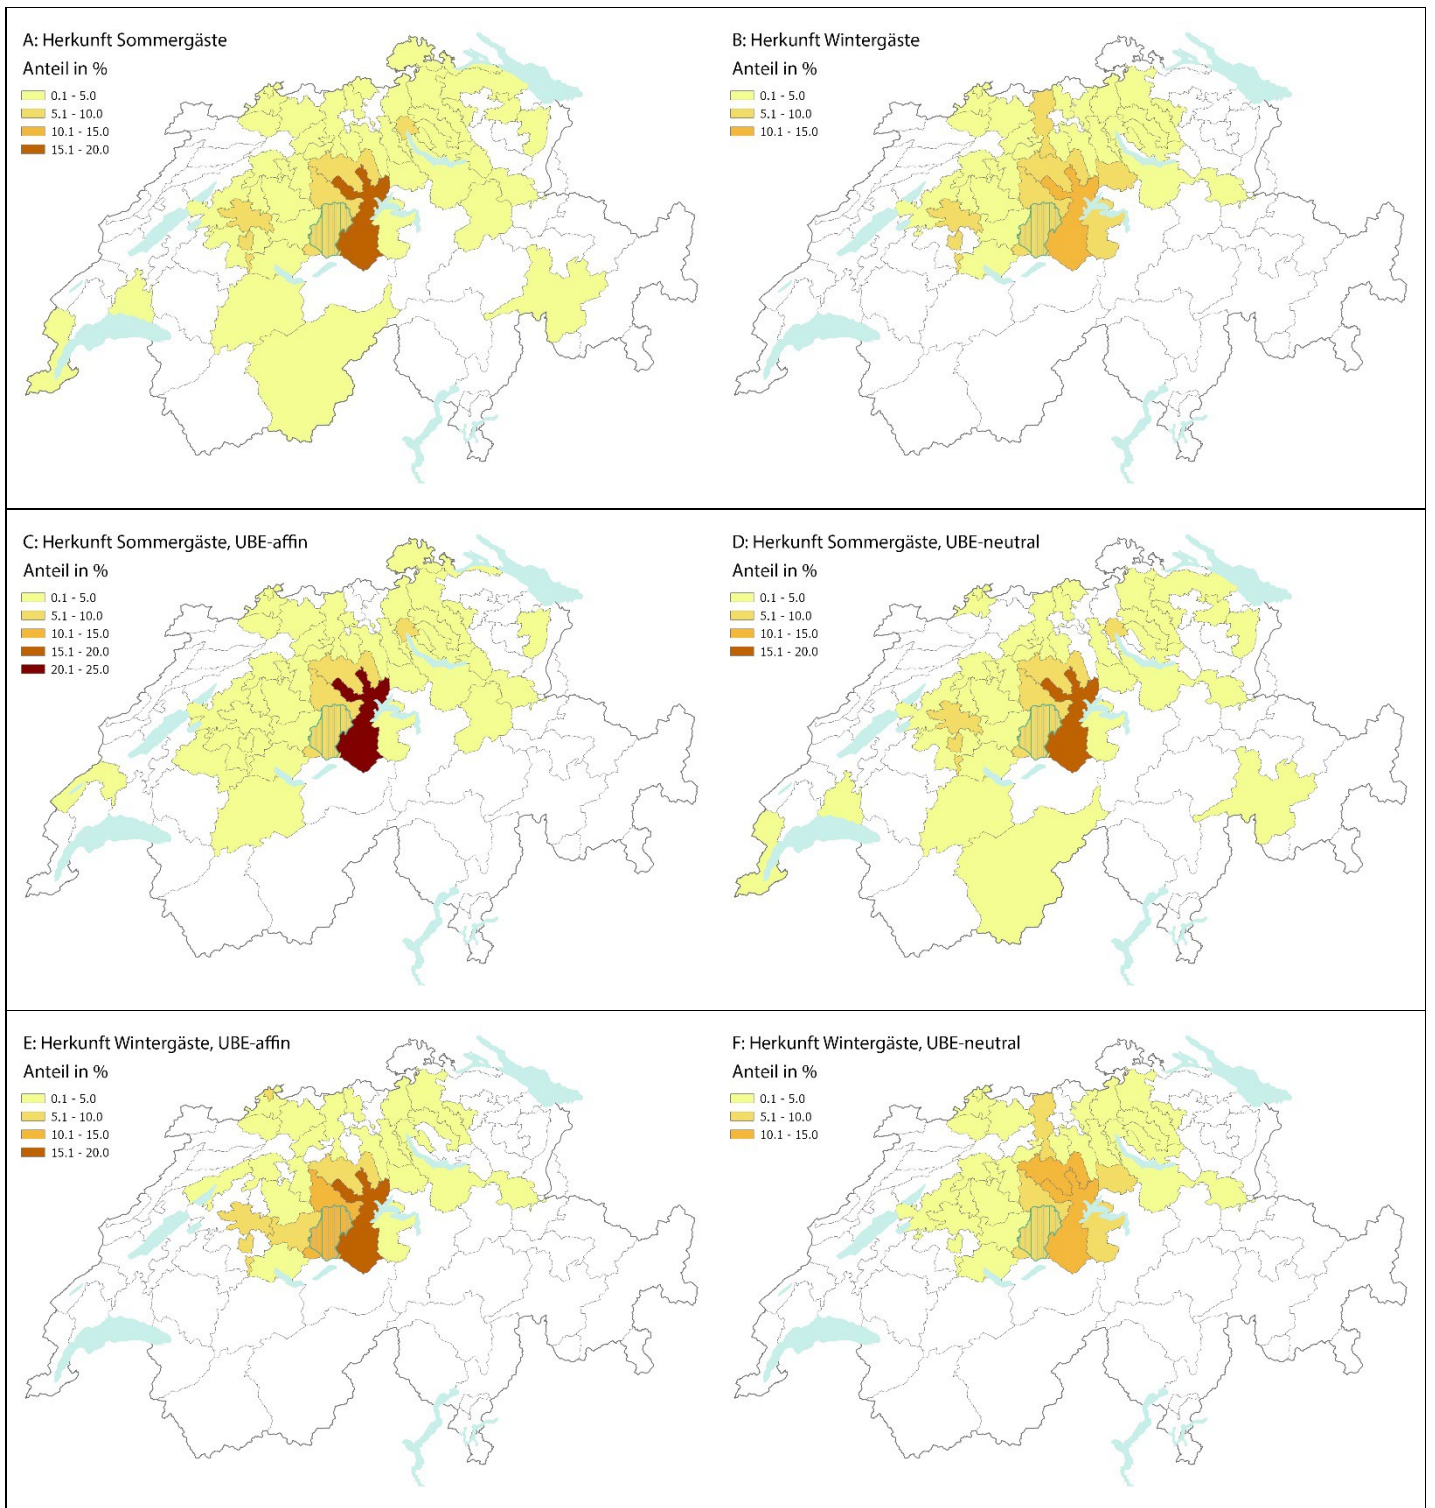 A: Herkunft Sommergäste
Anteil in %
0.1 - 5.0
5.1 - 10.0
10.1 - 15.0
15.1 - 20.0
B: Herkunft Wintergäste
Anteil in %
0.1 - 5.0
5.1 - 10.0
10.1 - 15.0
C: Herkunft Sommergäste, UBE-affin
Anteil in %
0.1 - 5.0
5.1 - 10.0
10.1 - 15.0
15.1 - 20.0
20.1 - 25.0
D: Herkunft Sommergäste, UBE-neutral
Anteil in %
0.1 - 5.0
5.1 - 10.0
10.1 - 15.0
15.1 - 20.0
E: Herkunft Wintergäste, UBE-affin
Anteil in %
0.1 - 5.0
5.1 - 10.0
10.1 - 15.0
15.1 - 20.0
F: Herkunft Wintergäste, UBE-neutral
Anteil in %
0.1 - 5.0
5.1 - 10.0
10.1 - 15.0